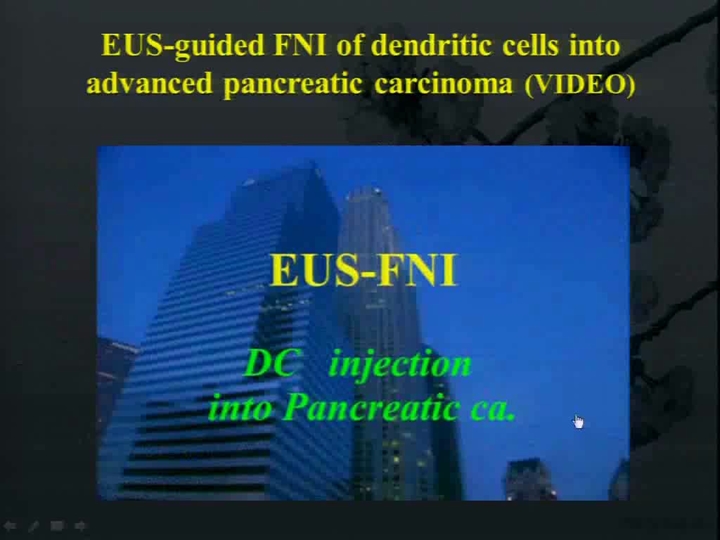 EUS-guided FNI of dendritic cells into
advanced pancreatic carcinoma (VIDEO)
EUS-FNI
DC injection
into Pancreatic ca.